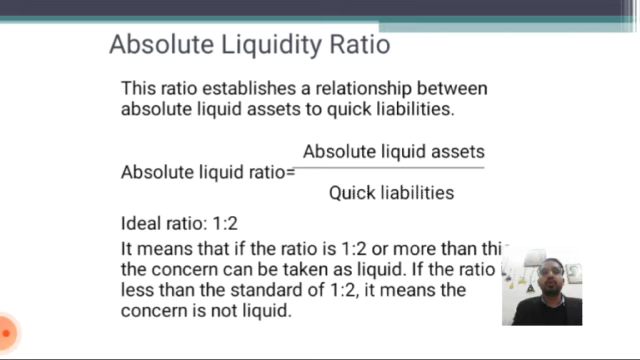 Absolute Liquidity Ratio
This ratio establishes a relationship between
absolute liquid assets to quick liabilities.
Absolute liquid assets
Absolute liquid ratio=
Quick liabilities
Ideal ratio: 1:2
It means that if the ratio is 1:2 or more than
the concern can be taken as liquid. If the ratio
less than the standard of 1:2, it means the
concern is not liquid.